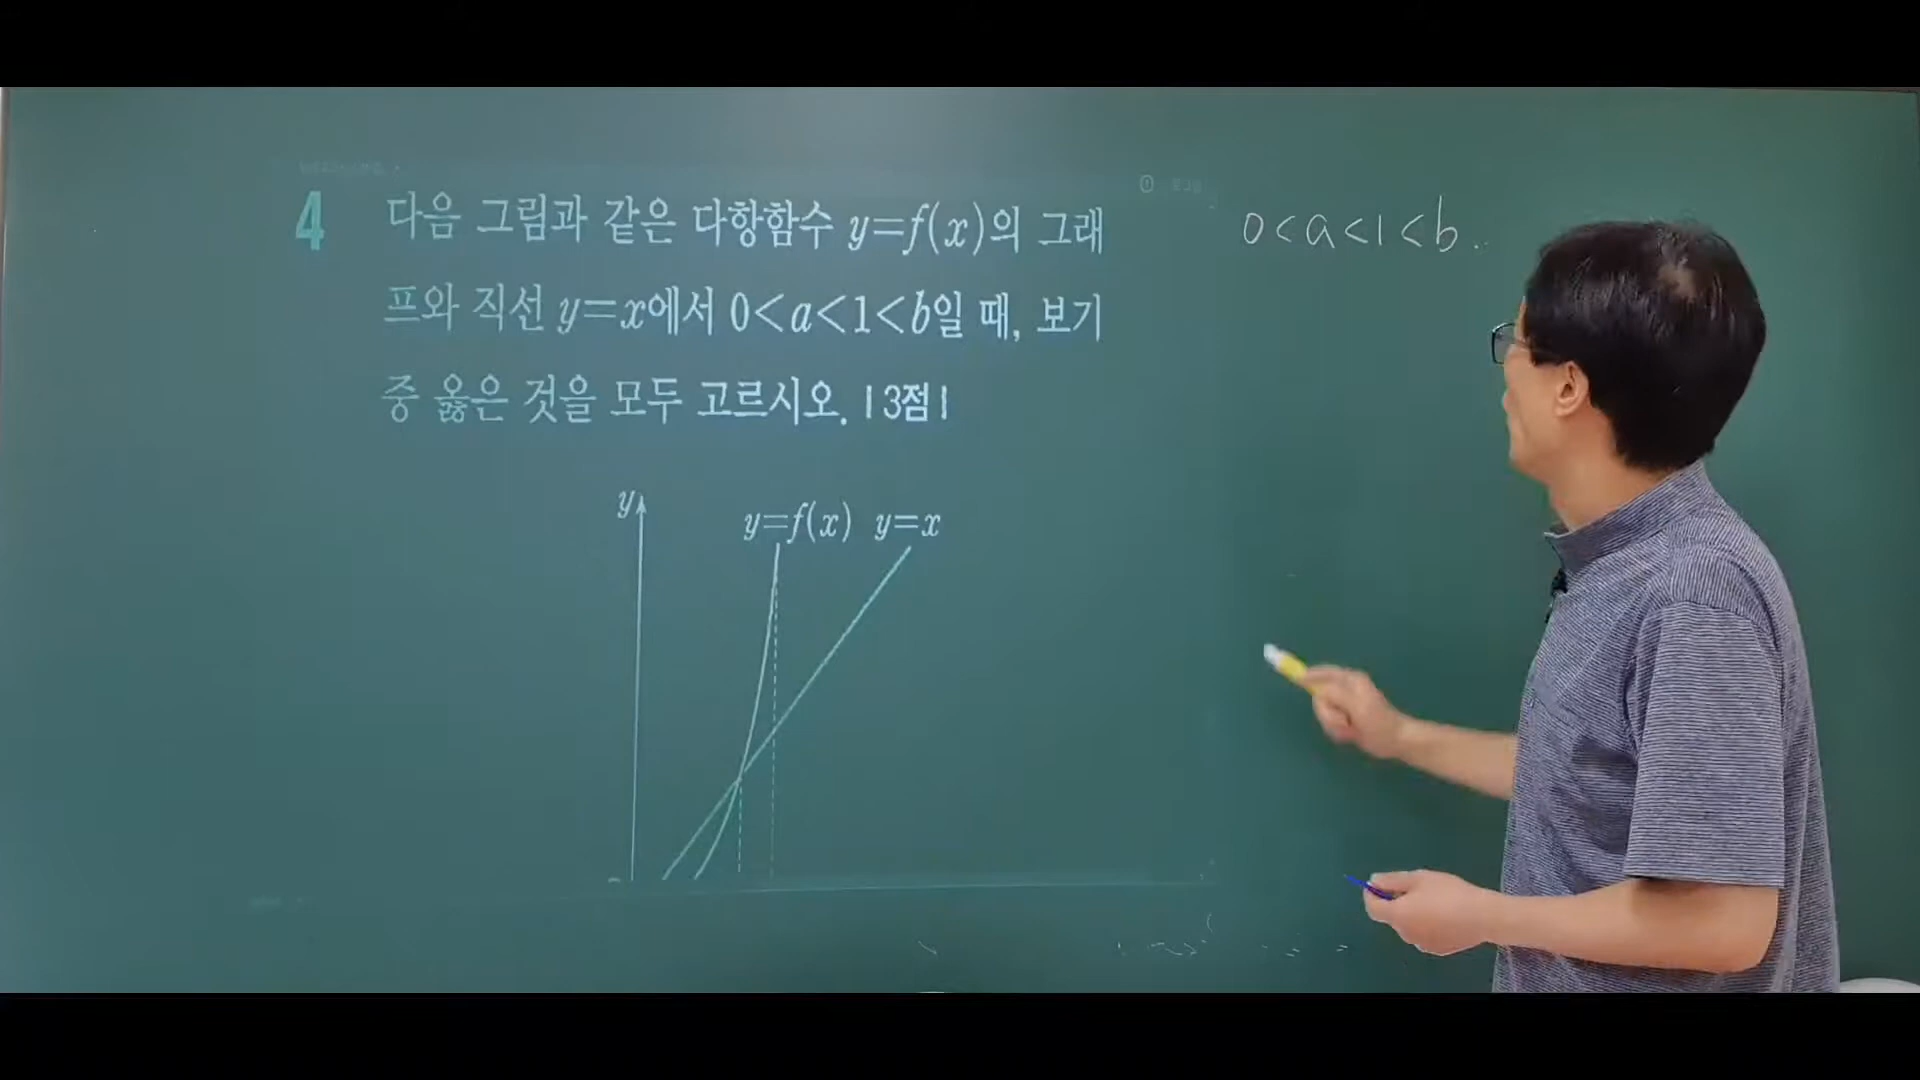 4 다음 그림과 같은 다항함수 y=f(x)의 그래
프와 직선 y=x에서 0<a<1<b일 때, 보기
중 옳은 것을 모두 고르시오. |3점|
0<a<1<b.
y
y=f(x) y=x